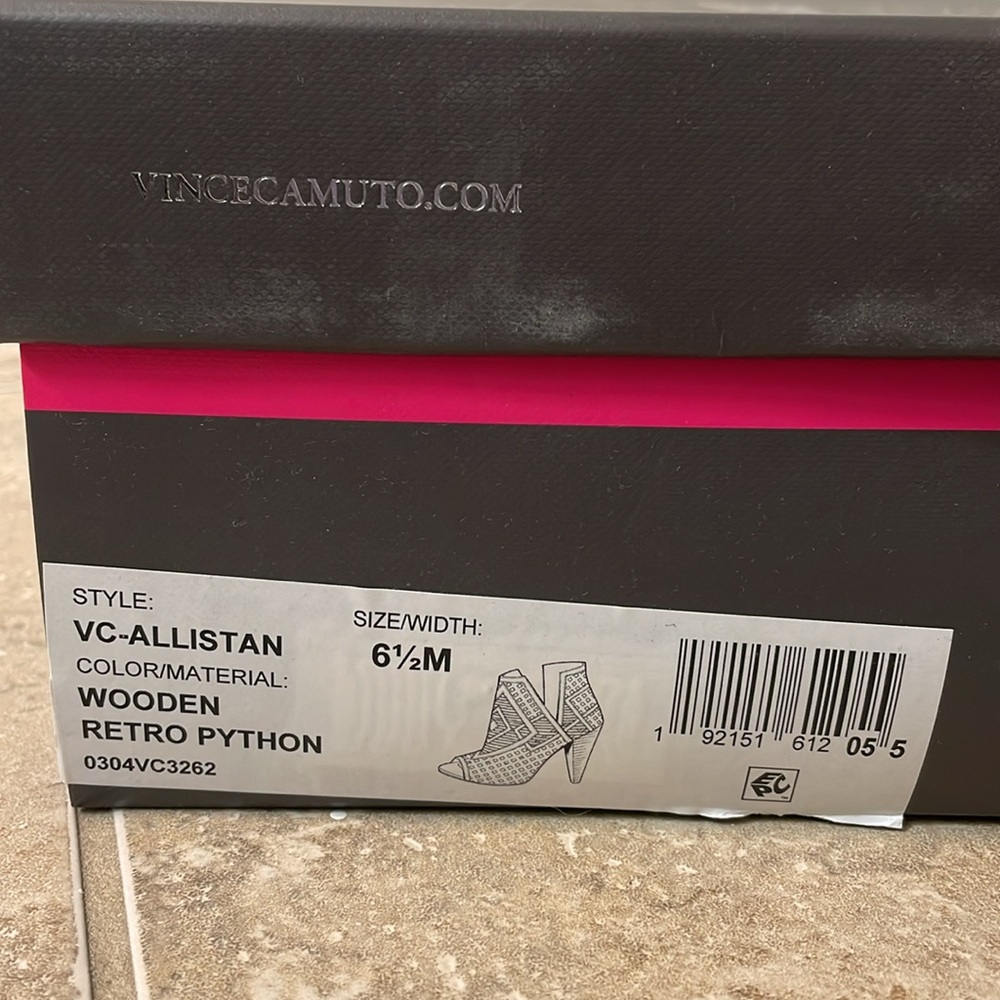 VINCECAMUTO.COM
STYLE:
VC-ALLISTAN
COLOR/MATERIAL:
WOODEN
RETRO PYTHON
0304VC3262
SIZE/WIDTH:
6½M
1 92151 612 05 5
EPC